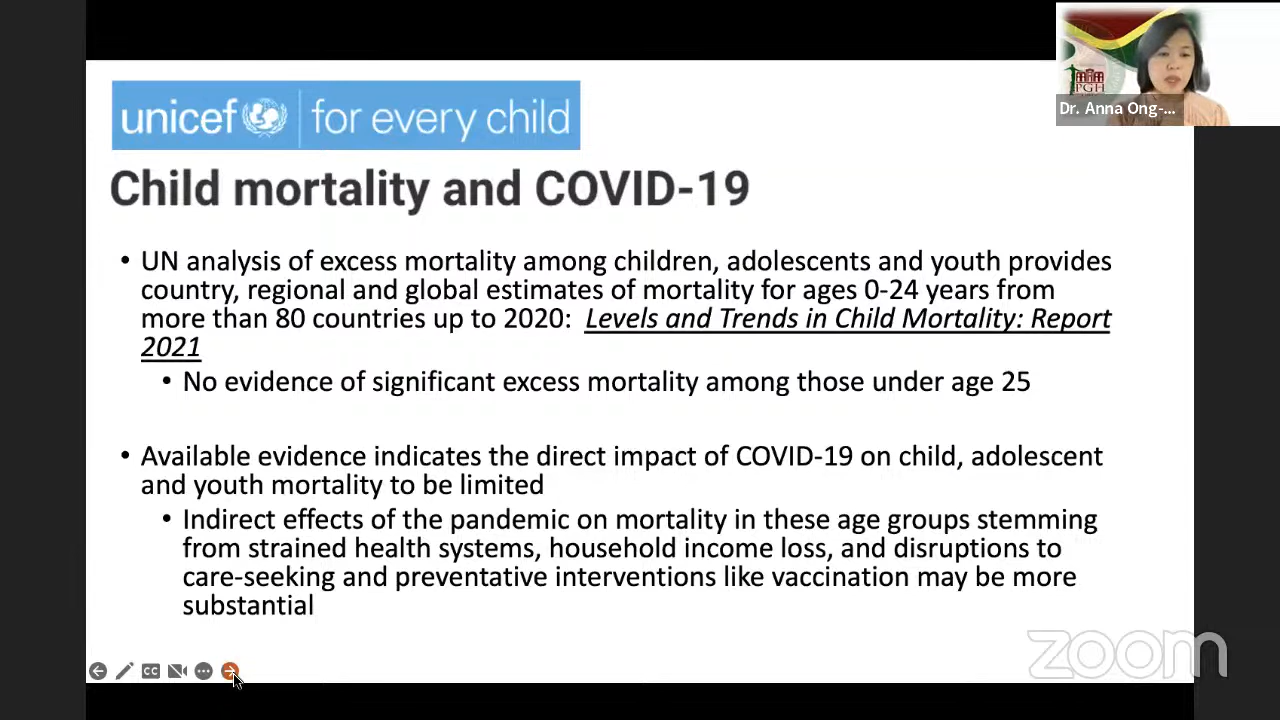 Dr. Anna Ong-...
PGH
unicef for every child
Child mortality and COVID-19
• UN analysis of excess mortality among children, adolescents and youth provides
country, regional and global estimates of mortality for ages 0-24 years from
more than 80 countries up to 2020: Levels and Trends in Child Mortality: Report
2021
• No evidence of significant excess mortality among those under age 25
• Available evidence indicates the direct impact of COVID-19 on child, adolescent
and youth mortality to be limited
• Indirect effects of the pandemic on mortality in these age groups stemming
from strained health systems, household income loss, and disruptions to
care-seeking and preventative interventions like vaccination may be more
substantial
CC
zoom